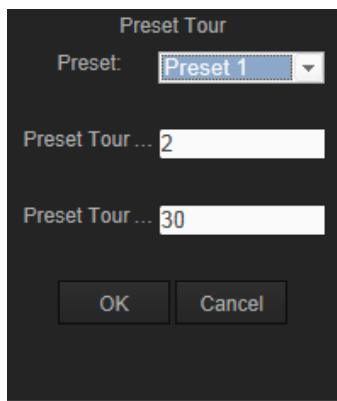 Preset Tour
Preset: Preset 1
Preset Tour ... 2
Preset Tour ... 30
OK Cancel